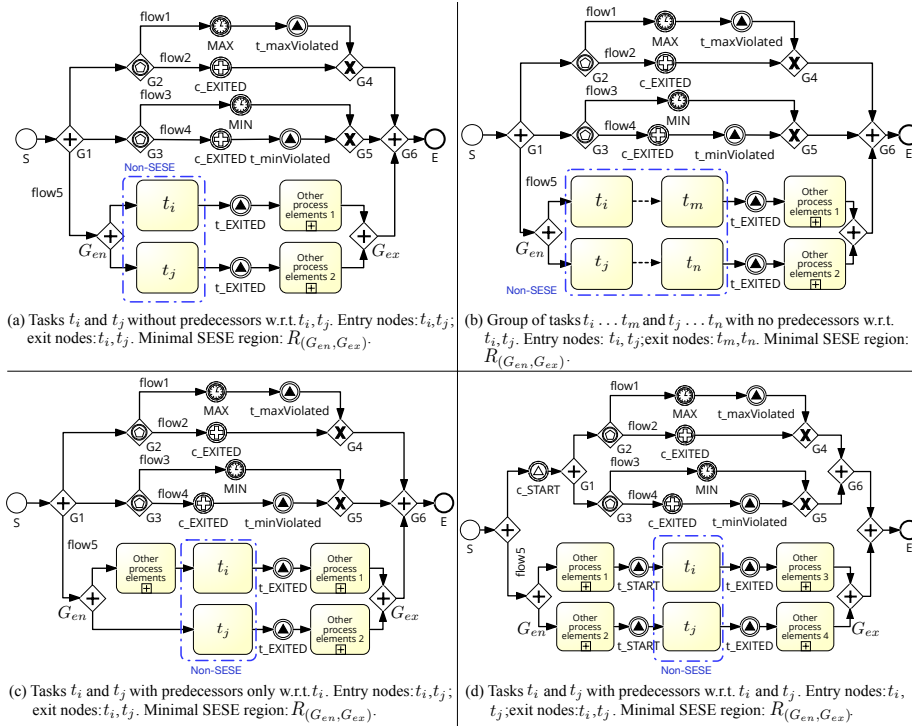 flow1
MAX
t_maxViolated
flow2
G2
c_EXITED
G4
flow3
MIN
flow4
S
G1
G3
c_EXITED
t_minViolated
G5
G6
E
Non-SESE
flow5
t_i
t_EXITED
Other
process
elements 1
G_en
G_ex
t_j
t_EXITED
Other
process
elements 2
(a) Tasks t_i and t_j without predecessors w.r.t. t_i, t_j. Entry nodes: t_i, t_j;
exit nodes: t_i, t_j. Minimal SESE region: R_(G_en,G_ex).
flow1
MAX
t_maxViolated
flow2
G2
c_EXITED
G4
flow3
MIN
flow4
S
G1
G3
c_EXITED
t_minViolated
G5
G6
E
flow5
t_i
t_m
t_EXITED
Other
process
elements 1
G_en
G_ex
t_j
t_n
t_EXITED
Other
process
elements 2
Non-SESE
(b) Group of tasks t_i ... t_m and t_j ... t_n with no predecessors w.r.t.
t_i, t_j. Entry nodes: t_i, t_j;exit nodes: t_m, t_n. Minimal SESE region:
R_(G_en,G_ex).
flow1
MAX
t_maxViolated
flow2
G2
c_EXITED
G4
flow3
MIN
flow4
S
G1
G3
c_EXITED
t_minViolated
G5
G6
E
flow5
Other
process
elements
t_i
t_EXITED
Other
process
elements 1
G_en
G_ex
t_j
t_EXITED
Other
process
elements 2
Non-SESE
(c) Tasks t_i and t_j with predecessors only w.r.t. t_i. Entry nodes: t_i, t_j;
exit nodes: t_i, t_j. Minimal SESE region: R_(G_en,G_ex).
flow1
MAX
t_maxViolated
flow2
G2
c_EXITED
G4
c_START
G1
flow3
MIN
G6
flow4
G3
c_EXITED
t_minViolated
G5
S
E
flow5
Other
process
elements 1
t_START
t_i
t_EXITED
Other
process
elements 3
G_en
G_ex
Other
process
elements 2
t_START
t_j
t_EXITED
Other
process
elements 4
Non-SESE
(d) Tasks t_i and t_j with predecessors w.r.t. t_i and t_j. Entry nodes: t_i,
t_j;exit nodes: t_i, t_j. Minimal SESE region: R_(G_en,G_ex).